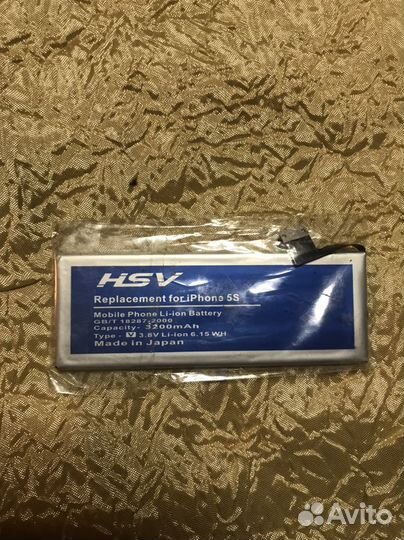 HSV
Replacement for iPhone 5S
Mobile Phone Li-ion Battery
GB/T 18287-2000
Capacity- 3200mAh
Type - V 3.8V Li-ion 6.15 WH
Made in Japan
Avito